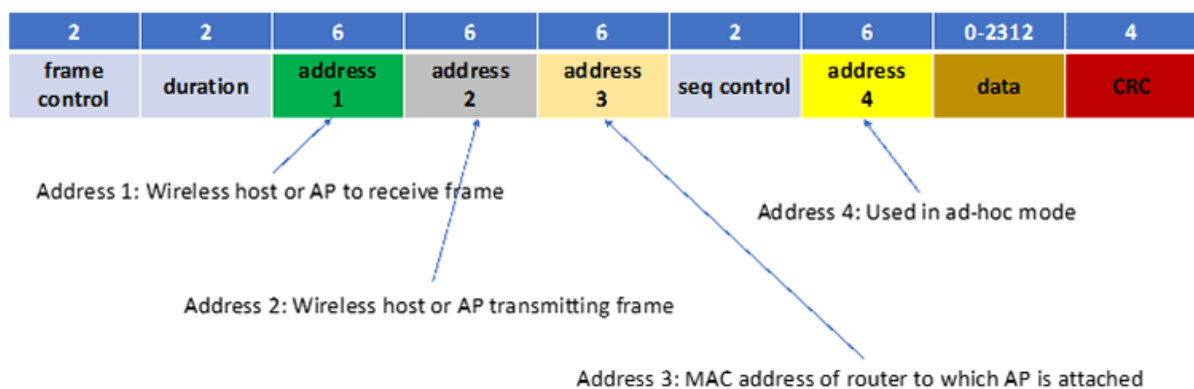 2 2 6 6 6 2 6 0-2312 4
frame control duration address 1 address 2 address 3 seq control address 4 data CRC
Address 1: Wireless host or AP to receive frame
Address 4: Used in ad-hoc mode
Address 2: Wireless host or AP transmitting frame
Address 3: MAC address of router to which AP is attached